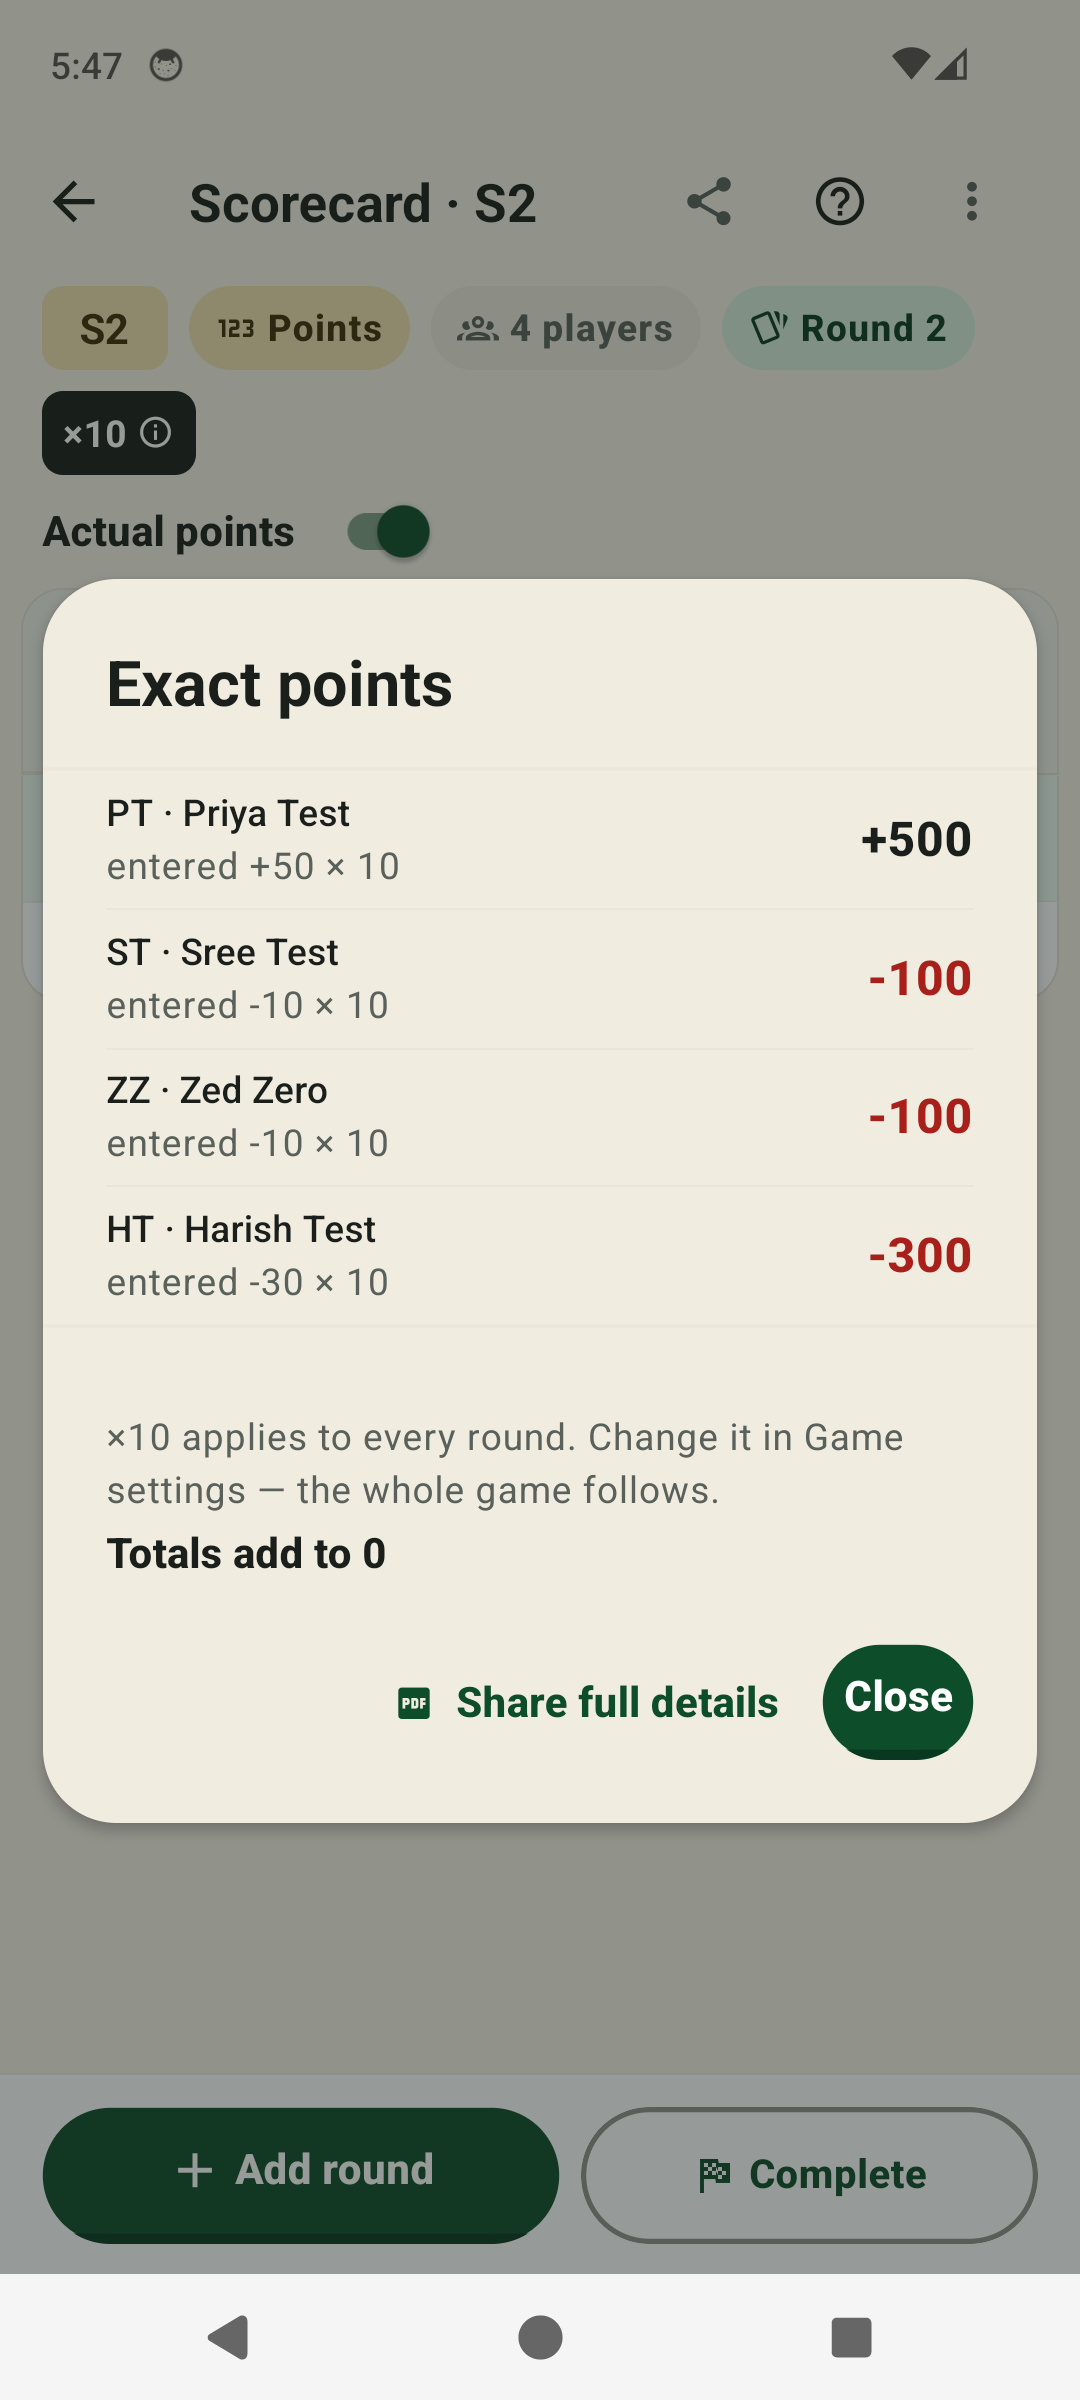 5:47
Scorecard · S2
S2
123 Points
4 players
Round 2
×10
Actual points
Exact points
PT · Priya Test
entered +50 × 10
+500
ST · Sree Test
entered -10 × 10
-100
ZZ · Zed Zero
entered -10 × 10
-100
HT · Harish Test
entered -30 × 10
-300
×10 applies to every round. Change it in Game
settings — the whole game follows.
Totals add to 0
PDF Share full details
Close
+ Add round
Complete